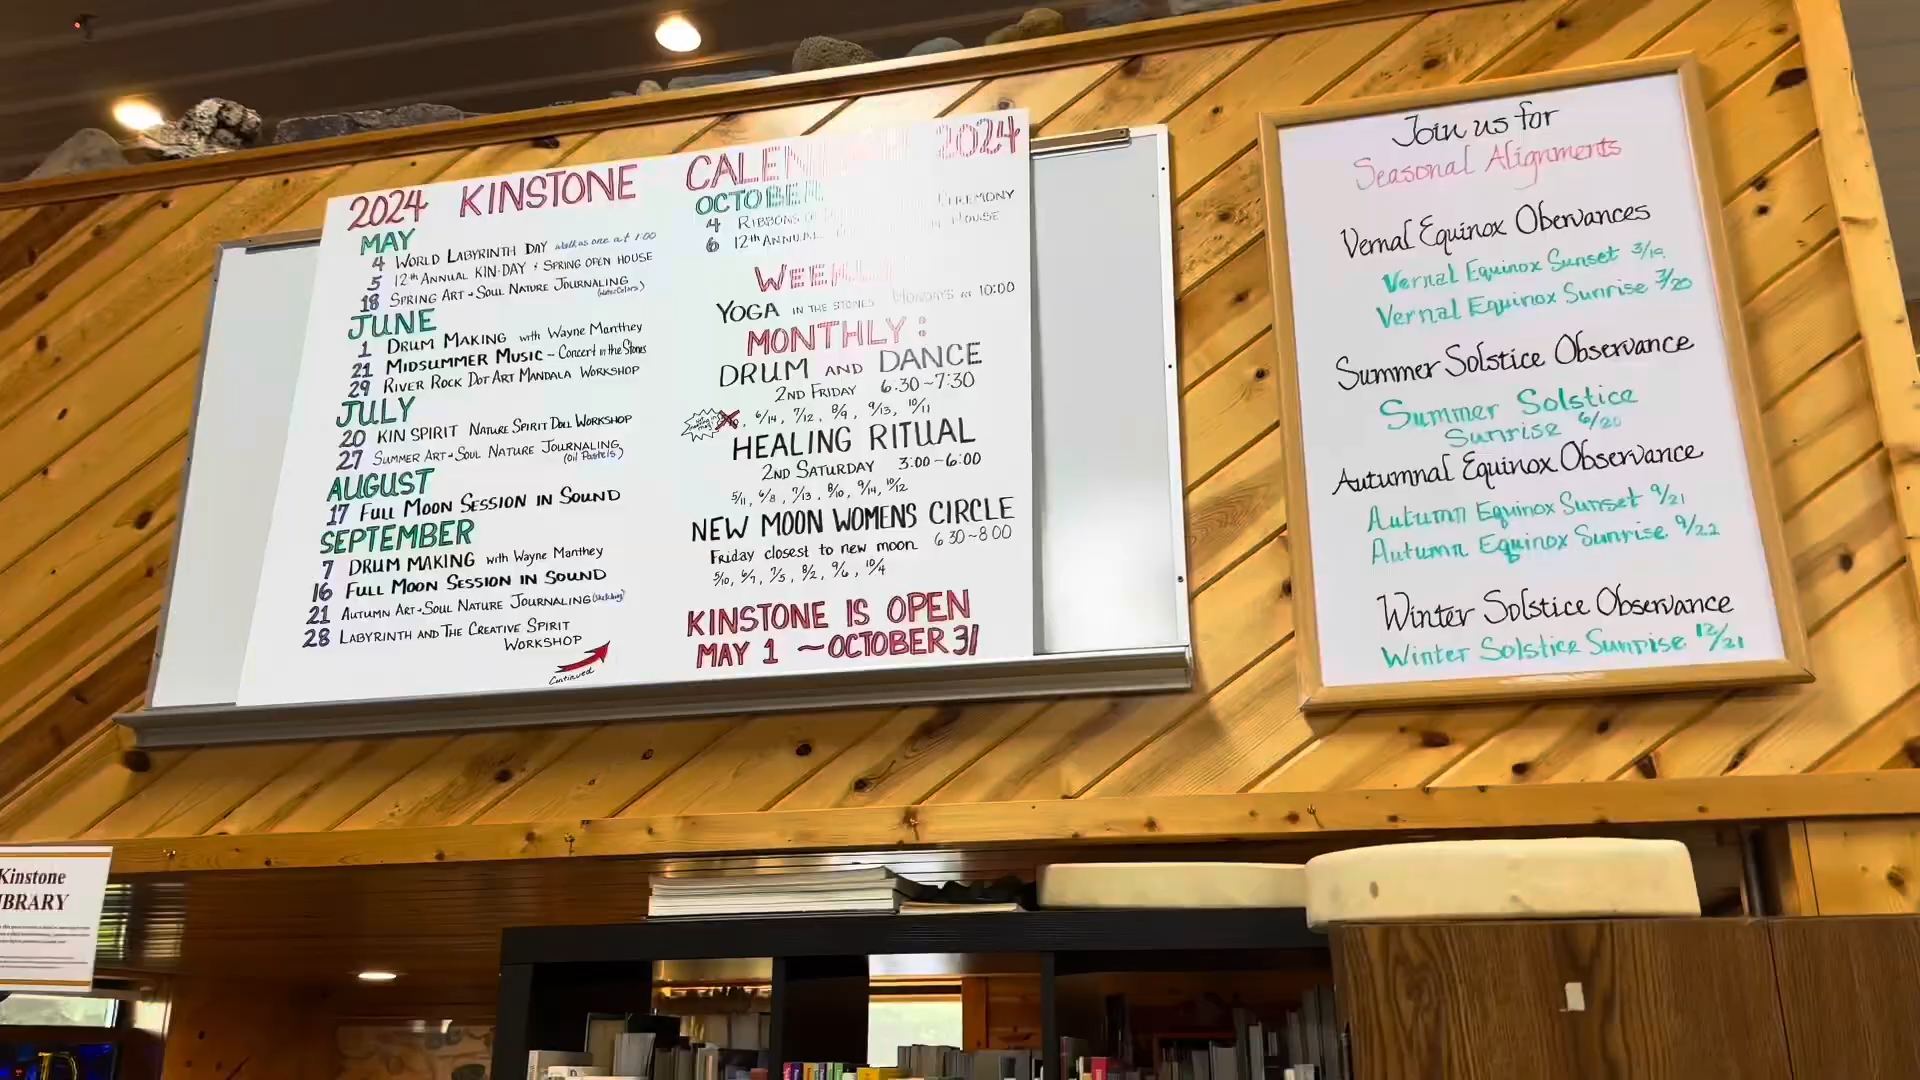 2024 KINSTONE
MAY
4 WORLD LABYRINTH DAY walk as one at 1:00
5 12th ANNUAL KIN-DAY & SPRING OPEN HOUSE
18 SPRING ART-SOUL NATURE JOURNALING
(WaterColors)
JUNE
1 DRUM MAKING with Wayne Manthey
21 MIDSUMMER MUSIC ~ Concert in the Stones
29 RIVER ROCK DOT ART MANDALA WORKSHOP
JULY
20 KIN SPIRIT NATURE SPIRIT DOLL WORKSHOP
27 SUMMER ART-SOUL NATURE JOURNALING
(Oil Pastels)
AUGUST
17 FULL MOON SESSION IN SOUND
SEPTEMBER
7 DRUM MAKING with Wayne Manthey
16 FULL MOON SESSION IN SOUND
21 AUTUMN ART-SOUL NATURE JOURNALING (Sketching)
28 LABYRINTH AND THE CREATIVE SPIRIT
WORKSHOP
Continued
CALEN 2024
OCTOBER
4 RIBBONS CEREMONY
6 12th ANNUAL HOUSE
WEEKLY
YOGA IN THE STONES MONDAYS AT 10:00
MONTHLY:
DRUM AND DANCE
2ND FRIDAY 6:30~7:30
6/14, 7/12, 8/9, 9/13, 10/11
HEALING RITUAL
2ND SATURDAY 3:00~6:00
5/11, 6/8, 7/13, 8/10, 9/14, 10/12
NEW MOON WOMENS CIRCLE
Friday closest to new moon 6:30~8:00
5/10, 6/7, 7/5, 8/2, 9/6, 10/4
KINSTONE IS OPEN
MAY 1 ~ OCTOBER 31
Join us for
Seasonal Alignments
Vernal Equinox Obervances
Vernal Equinox Sunset 3/19
Vernal Equinox Sunrise 3/20
Summer Solstice Observance
Summer Solstice
Sunrise 6/20
Autumnal Equinox Observance
Autumn Equinox Sunset 9/21
Autumn Equinox Sunrise 9/22
Winter Solstice Observance
Winter Solstice Sunrise 12/21
Kinstone
IBRARY